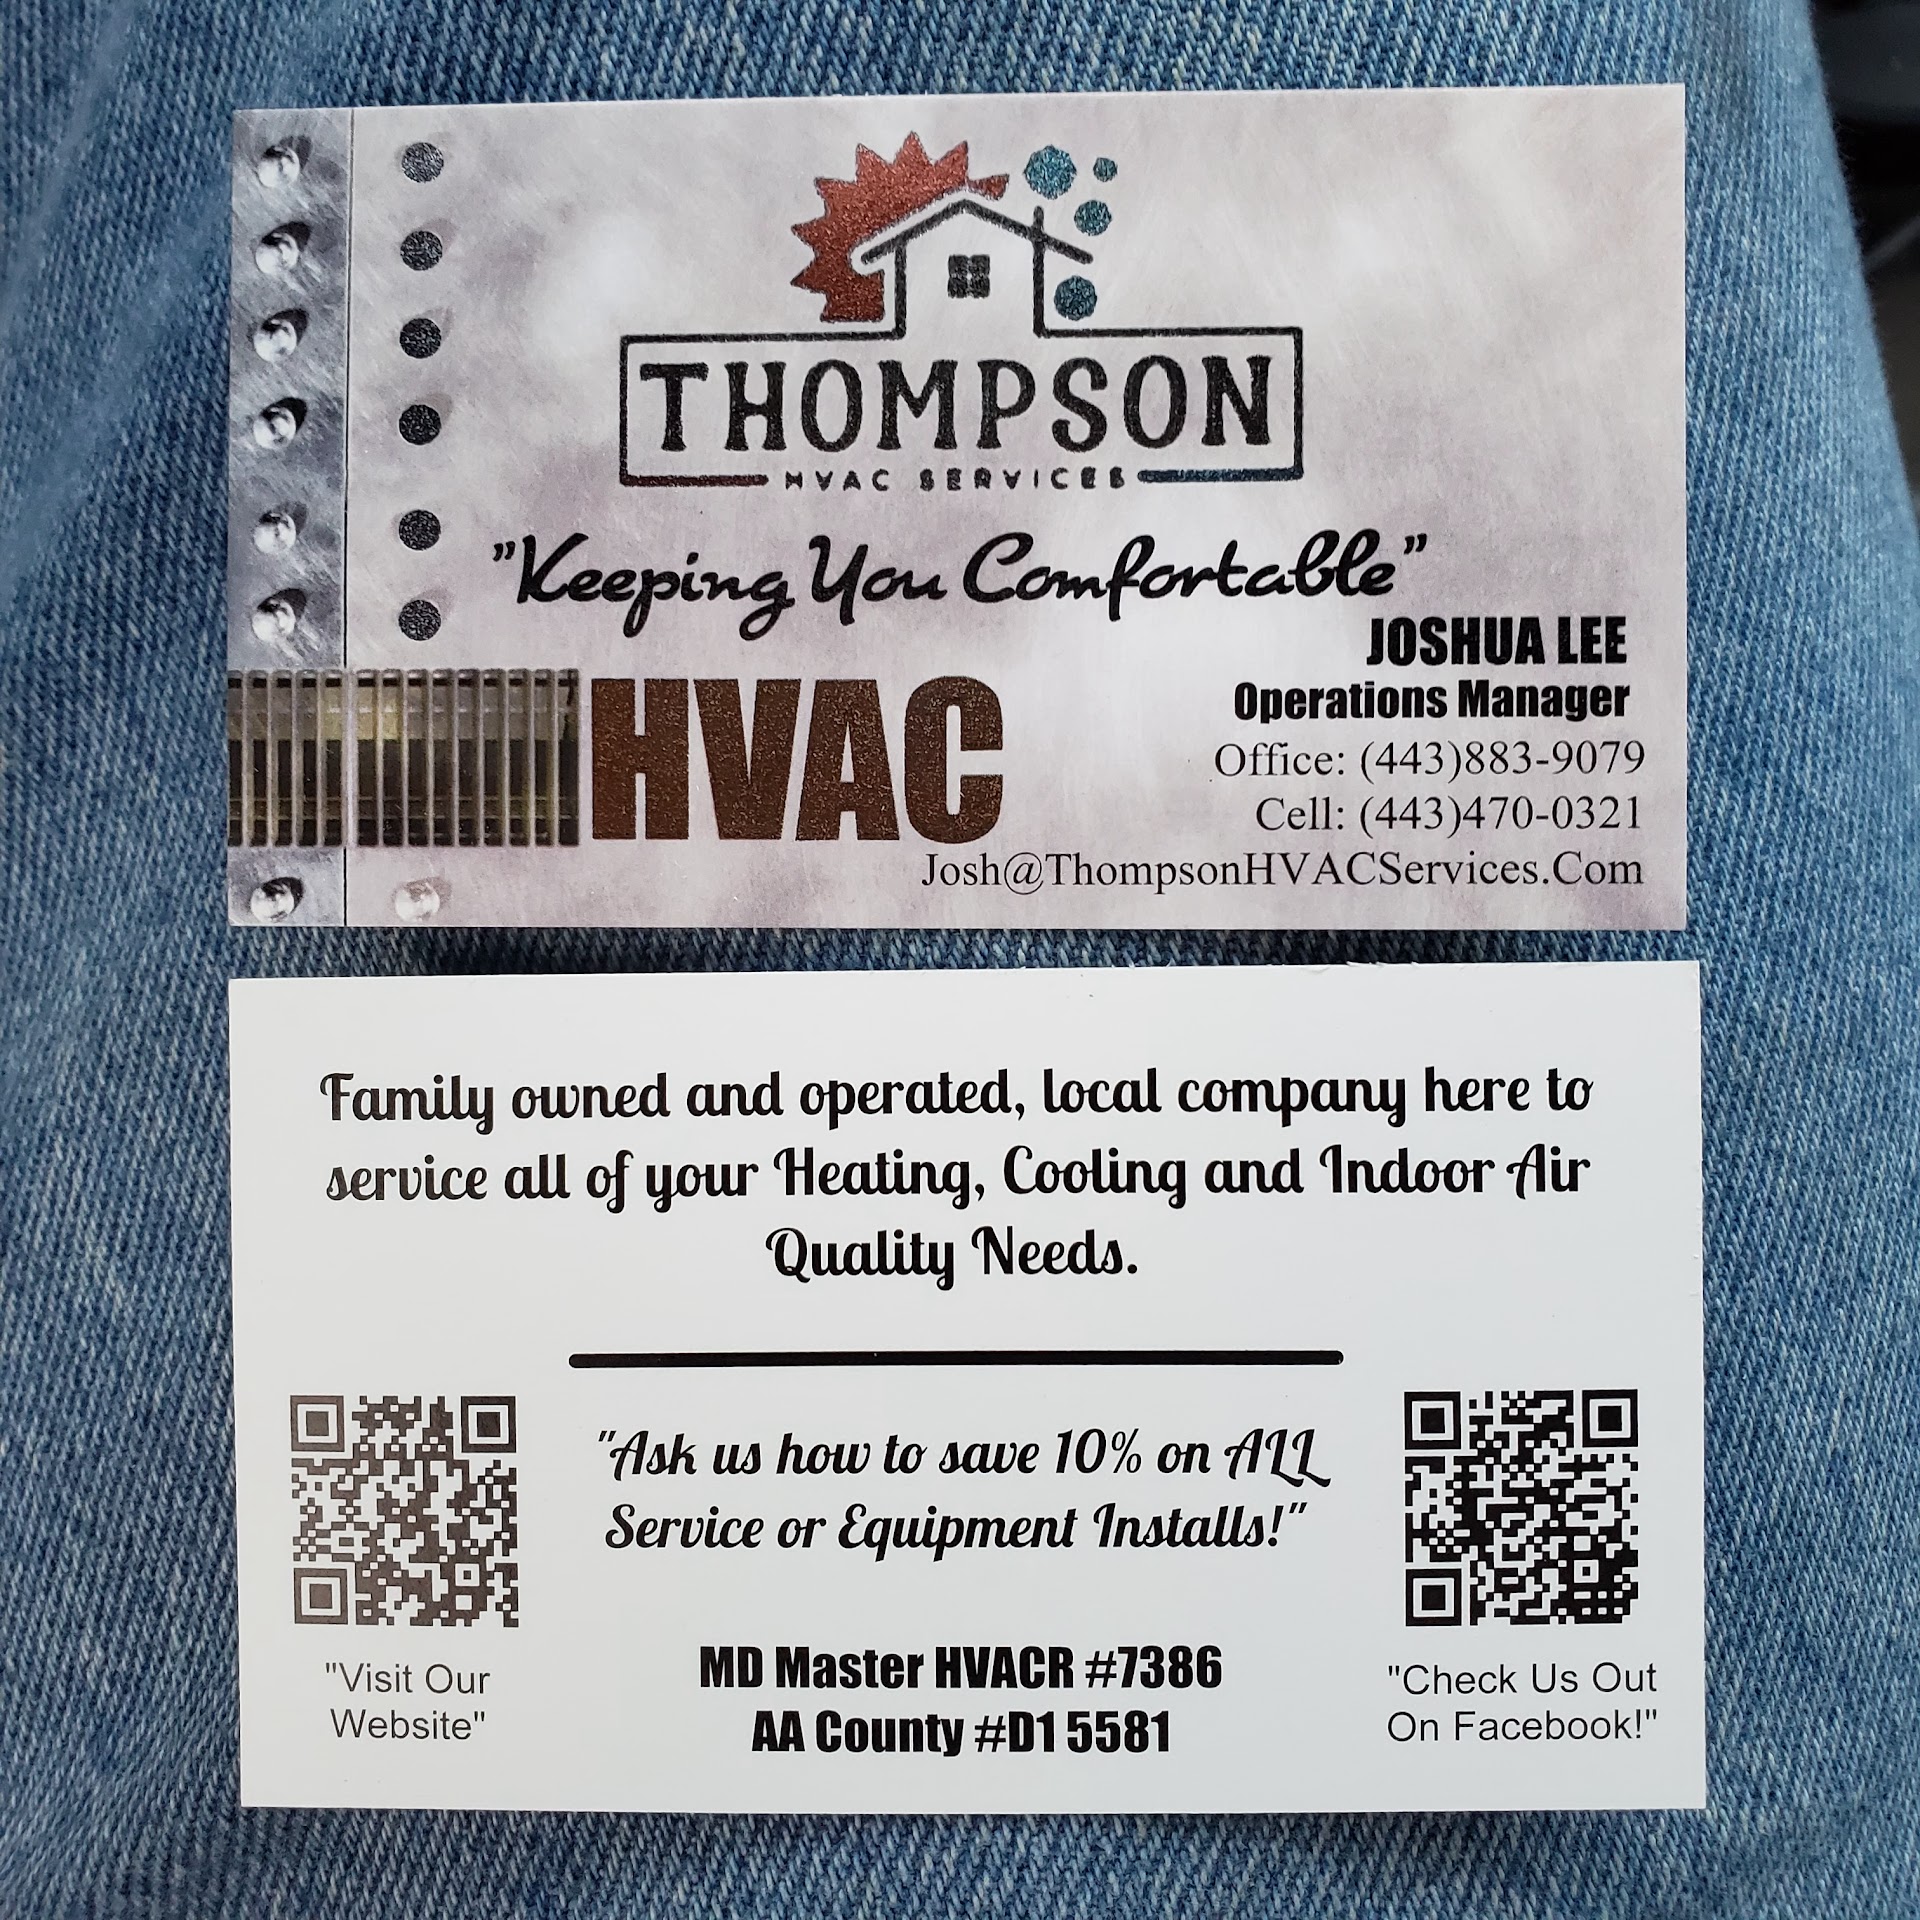 THOMPSON
HVAC SERVICES
"Keeping You Comfortable"
JOSHUA LEE
Operations Manager
HVAC
Office: (443)883-9079
Cell: (443)470-0321
Josh@ThompsonHVACServices.Com
Family owned and operated, local company here to
service all of your Heating, Cooling and Indoor Air
Quality Needs.
"Ask us how to save 10% on ALL
Service or Equipment Installs!"
MD Master HVACR #7386
AA County #D1 5581
"Visit Our
Website"
"Check Us Out
On Facebook!"